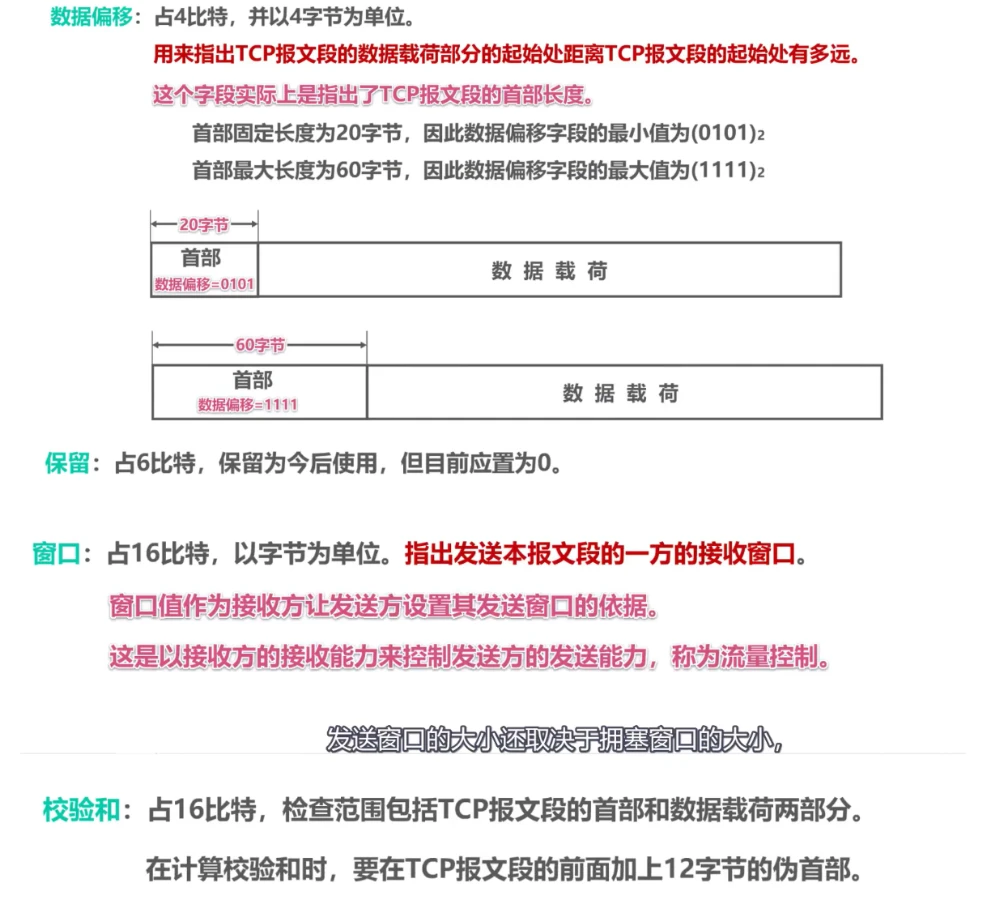 数据偏移：占4比特，并以4字节为单位。
用来指出TCP报文段的数据载荷部分的起始处距离TCP报文段的起始处有多远。
这个字段实际上是指出了TCP报文段的首部长度。
首部固定长度为20字节，因此数据偏移字段的最小值为(0101)₂
首部最大长度为60字节，因此数据偏移字段的最大值为(1111)₂
20字节
首部
数据偏移=0101
数 据 载 荷
60字节
首部
数据偏移=1111
数 据 载 荷
保留：占6比特，保留为今后使用，但目前应置为0。
窗口：占16比特，以字节为单位。指出发送本报文段的一方的接收窗口。
窗口值作为接收方让发送方设置其发送窗口的依据。
这是以接收方的接收能力来控制发送方的发送能力，称为流量控制。
发送窗口的大小还取决于拥塞窗口的大小，
校验和：占16比特，检查范围包括TCP报文段的首部和数据载荷两部分。
在计算校验和时，要在TCP报文段的前面加上12字节的伪首部。